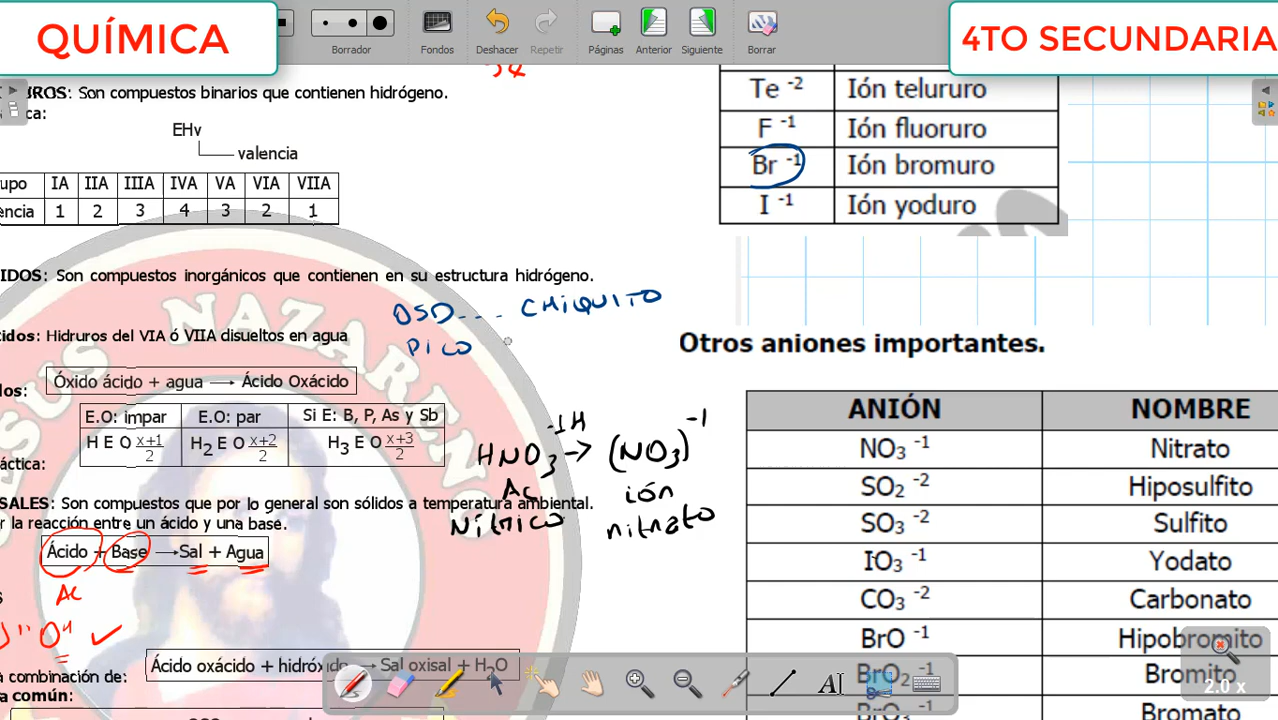 QUÍMICA
4TO SECUNDARIA
Borrador
Fondos
Deshacer
Repetir
Páginas
Anterior
Siguiente
Borrar
UROS: Son compuestos binarios que contienen hidrógeno.
ca:
EHv
valencia
upo IA IIA IIIA IVA VA VIA VIIA
encia 1 2 3 4 3 2 1
Te -2 Ión telururo
F -1 Ión fluoruro
Br -1 Ión bromuro
I -1 Ión yoduro
JESUS NAZARENO
IDOS: Son compuestos inorgánicos que contienen en su estructura hidrógeno.
OSO... CHIQUITO
PICO
cidos: Hidruros del VIA ó VIIA disueltos en agua
Óxido ácido + agua → Ácido Oxácido
dos:
E.O: impar E.O: par Si E: B, P, As y Sb
H E O x+1/2 H2 E O x+2/2 H3 E O x+3/2
áctica:
-1H
HNO3 → (NO3)-1
Ac ión
Nítrico nitrato
SALES: Son compuestos que por lo general son sólidos a temperatura ambiental.
r la reacción entre un ácido y una base.
Ácido + Base → Sal + Agua
Ac
"O"
Ácido oxácido + hidróxido → Sal oxisal + H2O
a combinación de:
a común:
Otros aniones importantes.
ANIÓN NOMBRE
NO3 -1 Nitrato
SO2 -2 Hiposulfito
SO3 -2 Sulfito
IO3 -1 Yodato
CO3 -2 Carbonato
BrO -1 Hipobromito
BrO2 -1 Bromito
BrO3 -1 Bromato
2.0 x